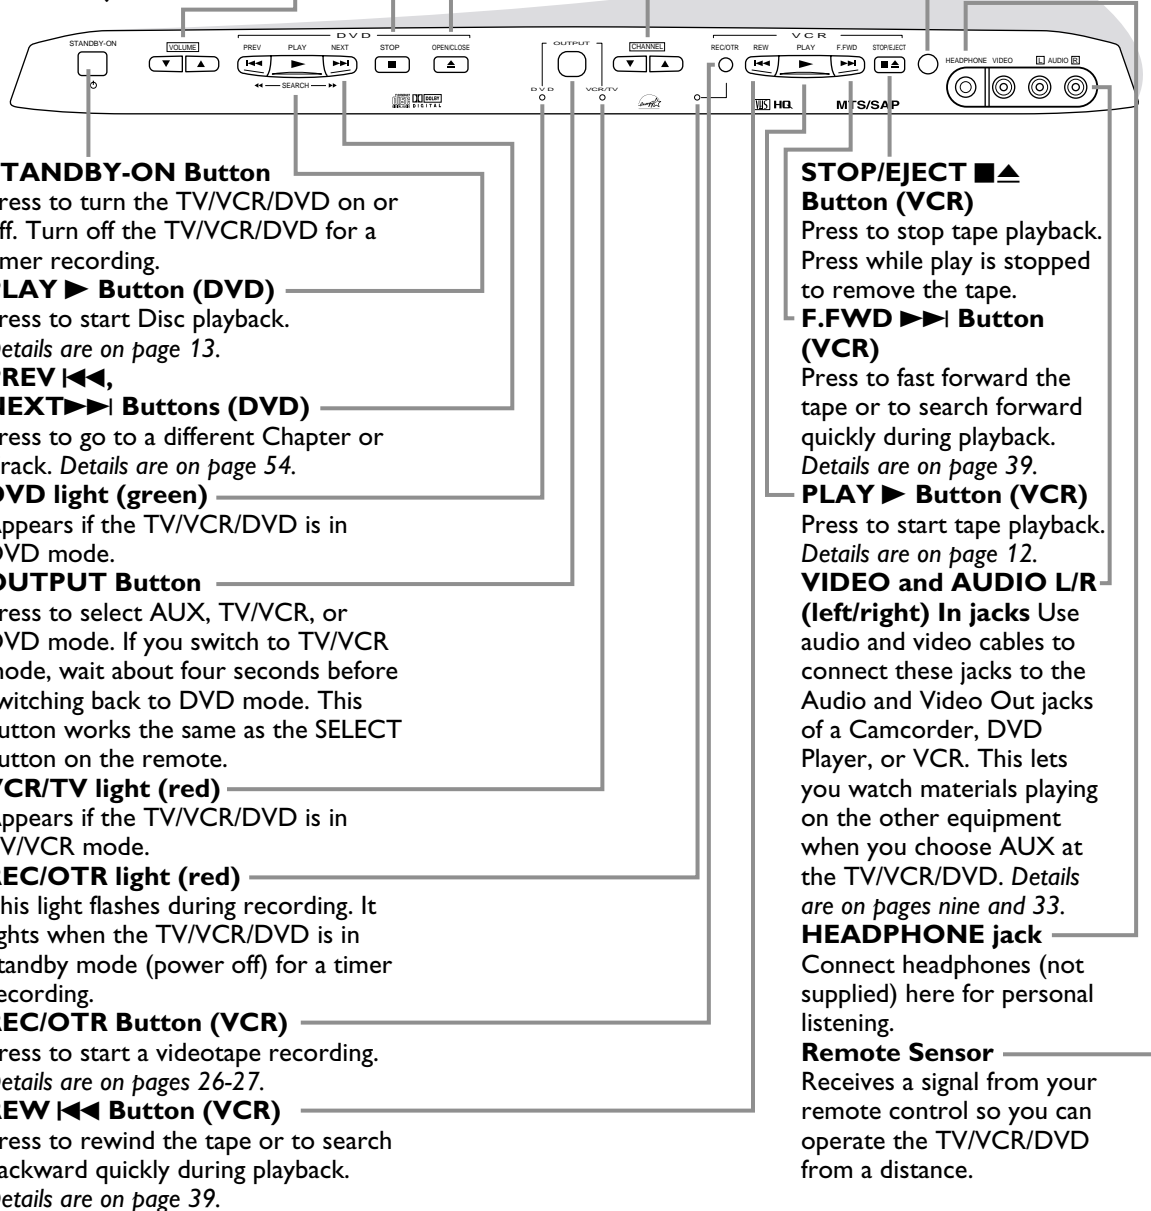 STANDBY-ON
VOLUME
DVD
PREV PLAY NEXT STOP OPEN/CLOSE
SEARCH
DIGITAL
OUTPUT
DVD VCR/TV
CHANNEL
VCR
REC/OTR REW PLAY F.FWD STOP/EJECT
HEADPHONE VIDEO L AUDIO R
VHS HQ MTS/SAP
TANDBY-ON Button
ress to turn the TV/VCR/DVD on or
ff. Turn off the TV/VCR/DVD for a
mer recording.
PLAY ▶ Button (DVD)
ress to start Disc playback.
Details are on page 13.
PREV |◀◀,
NEXT▶▶| Buttons (DVD)
ress to go to a different Chapter or
rack. Details are on page 54.
DVD light (green)
ppears if the TV/VCR/DVD is in
DVD mode.
OUTPUT Button
ress to select AUX, TV/VCR, or
DVD mode. If you switch to TV/VCR
mode, wait about four seconds before
witching back to DVD mode. This
utton works the same as the SELECT
utton on the remote.
VCR/TV light (red)
ppears if the TV/VCR/DVD is in
TV/VCR mode.
REC/OTR light (red)
his light flashes during recording. It
ghts when the TV/VCR/DVD is in
tandby mode (power off) for a timer
ecording.
REC/OTR Button (VCR)
ress to start a videotape recording.
Details are on pages 26-27.
REW |◀◀ Button (VCR)
ress to rewind the tape or to search
ackward quickly during playback.
Details are on page 39.
STOP/EJECT ■▲
Button (VCR)
Press to stop tape playback.
Press while play is stopped
to remove the tape.
F.FWD ▶▶| Button
(VCR)
Press to fast forward the
tape or to search forward
quickly during playback.
Details are on page 39.
PLAY ▶ Button (VCR)
Press to start tape playback.
Details are on page 12.
VIDEO and AUDIO L/R
(left/right) In jacks Use
audio and video cables to
connect these jacks to the
Audio and Video Out jacks
of a Camcorder, DVD
Player, or VCR. This lets
you watch materials playing
on the other equipment
when you choose AUX at
the TV/VCR/DVD. Details
are on pages nine and 33.
HEADPHONE jack
Connect headphones (not
supplied) here for personal
listening.
Remote Sensor
Receives a signal from your
remote control so you can
operate the TV/VCR/DVD
from a distance.